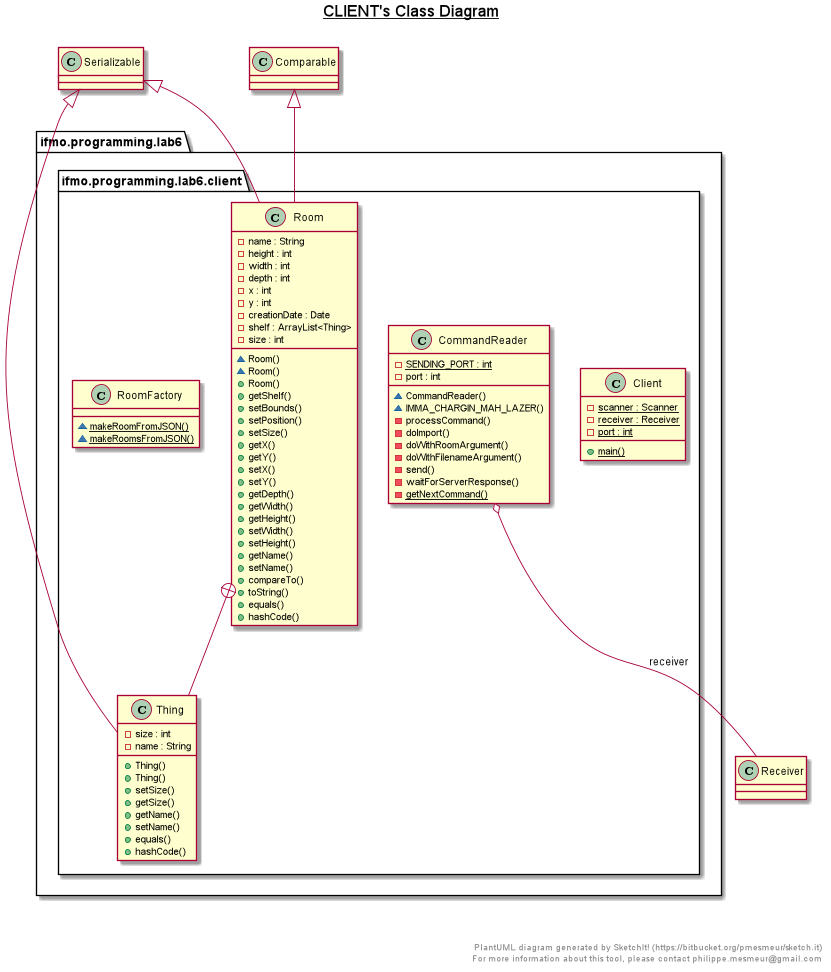 CLIENT's Class Diagram
C Serializable
C Comparable
ifmo.programming.lab6
ifmo.programming.lab6.client
C Room
name : String
height : int
width : int
depth : int
x : int
y : int
creationDate : Date
shelf : ArrayList<Thing>
size : int
Room()
Room()
Room()
getShelf()
setBounds()
setPosition()
setSize()
getX()
getY()
setX()
setY()
getDepth()
getWidth()
getHeight()
setWidth()
setHeight()
getName()
setName()
compareTo()
toString()
equals()
hashCode()
C CommandReader
SENDING_PORT : int
port : int
CommandReader()
IMMA_CHARGIN_MAH_LAZER()
processCommand()
doImport()
doWithRoomArgument()
doWithFilenameArgument()
send()
waitForServerResponse()
getNextCommand()
C Client
scanner : Scanner
receiver : Receiver
port : int
main()
C RoomFactory
makeRoomFromJSON()
makeRoomsFromJSON()
receiver
C Thing
size : int
name : String
Thing()
Thing()
setSize()
getSize()
getName()
setName()
equals()
hashCode()
C Receiver
PlantUML diagram generated by SketchIt! (https://bitbucket.org/pmesmeur/sketch.it)
For more information about this tool, please contact philippe.mesmeur@gmail.com